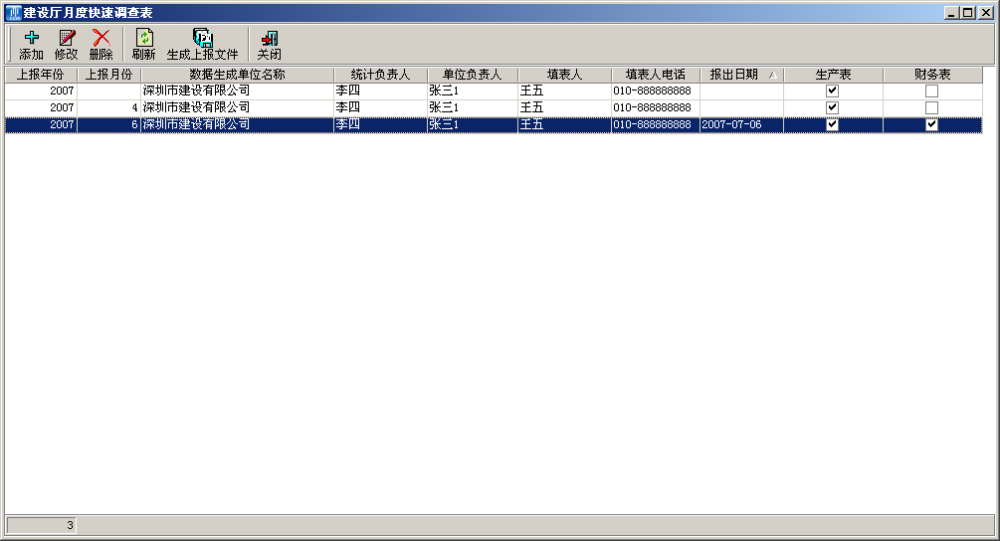 建设厅月度快速调查表
添加 修改 删除 刷新 生成上报文件 关闭
上报年份 上报月份 数据生成单位名称 统计负责人 单位负责人 填表人 填表人电话 报出日期 生产表 财务表
2007 深圳市建设有限公司 李四 张三1 王五 010-888888888
2007 4 深圳市建设有限公司 李四 张三1 王五 010-888888888
2007 6 深圳市建设有限公司 李四 张三1 王五 010-888888888 2007-07-06
3